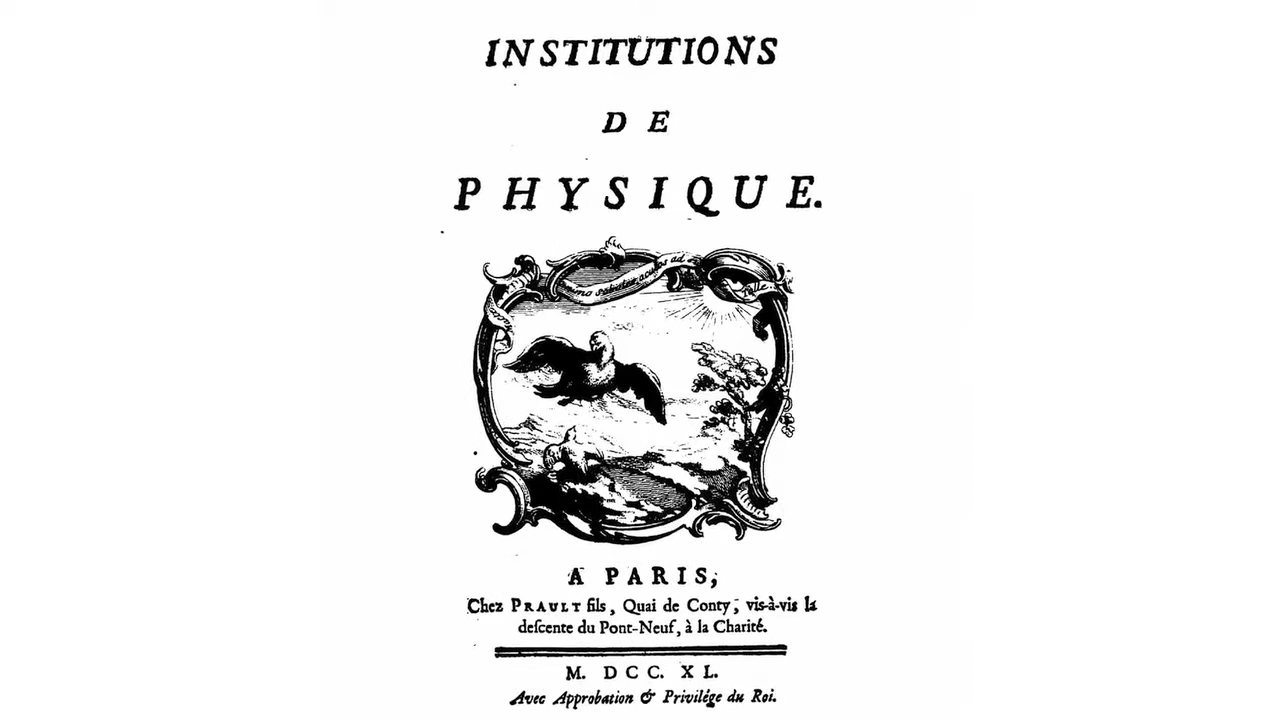 INSTITUTIONS
DE
PHYSIQUE.
ad
A PARIS,
Chez PRAULT fils, Quai de Conty, vis-à-vis la
deſcente du Pont-Neuf, à la Charité.
M. DCC. XL.
Avec Approbation & Privilége du Roi.